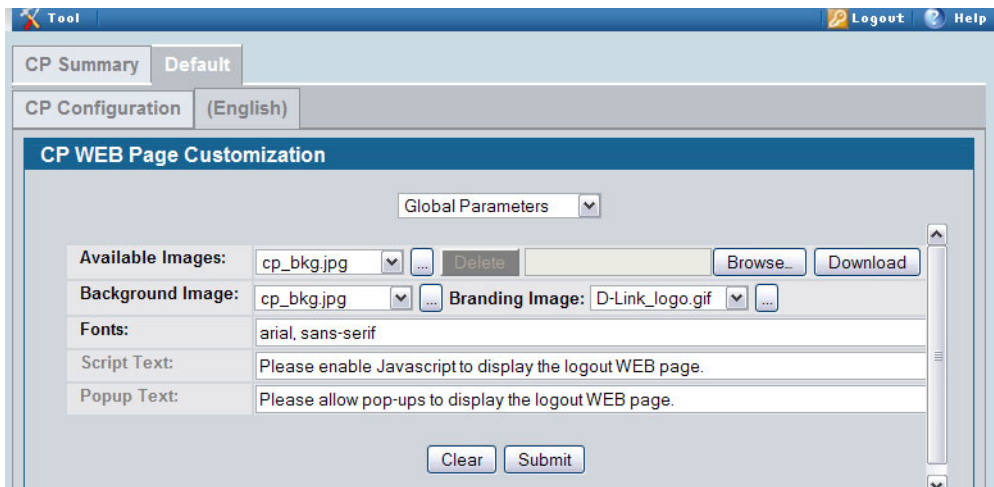 Tool Logout Help
CP Summary Default
CP Configuration (English)
CP WEB Page Customization
Global Parameters
Available Images: cp_bkg.jpg ... Delete Browse... Download
Background Image: cp_bkg.jpg ... Branding Image: D-Link_logo.gif ...
Fonts: arial, sans-serif
Script Text: Please enable Javascript to display the logout WEB page.
Popup Text: Please allow pop-ups to display the logout WEB page.
Clear Submit